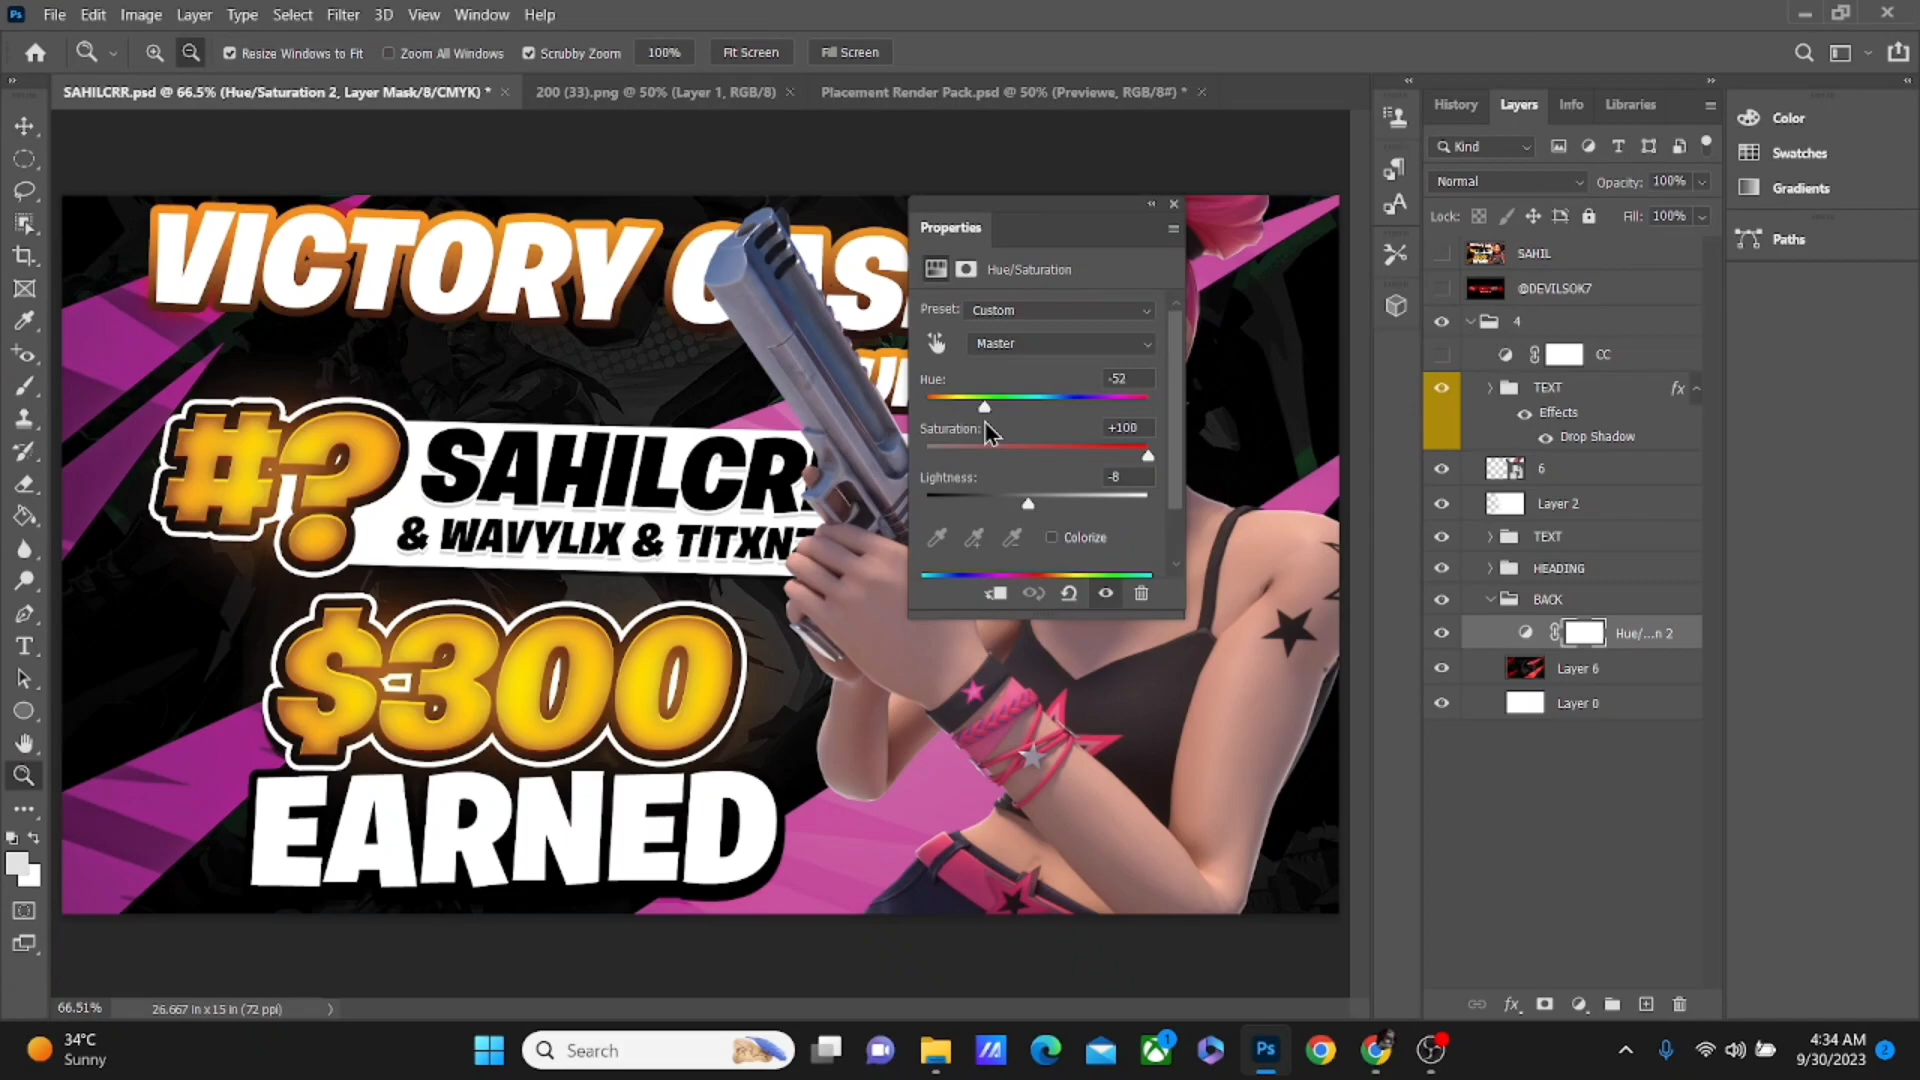 File Edit Image Layer Type Select Filter 3D View Window Help
Resize Windows to Fit Zoom All Windows Scrubby Zoom 100% Fit Screen Fill Screen
SAHILCRR.psd @ 66.5% (Hue/Saturation 2, Layer Mask/8/CMYK) *
200 (33).png @ 50% (Layer 1, RGB/8)
Placement Render Pack.psd @ 50% (Previewe, RGB/8#) *
VICTORY
#? SAHILCR
& WAVYLIX & TITXN
$300
EARNED
Properties
Hue/Saturation
Preset: Custom
Master
Hue: -52
Saturation: +100
Lightness: -8
Colorize
History Layers Info Libraries
Kind
Normal Opacity: 100%
Lock: Fill: 100%
SAHIL
@DEVILSOK7
4
CC
TEXT fx
Effects
Drop Shadow
6
Layer 2
TEXT
HEADING
BACK
Hue/...n 2
Layer 6
Layer 0
Color
Swatches
Gradients
Paths
66.51% 26.667 in x 15 in (72 ppi)
34°C
Sunny
Search
1
Ps
4:34 AM
9/30/2023
2